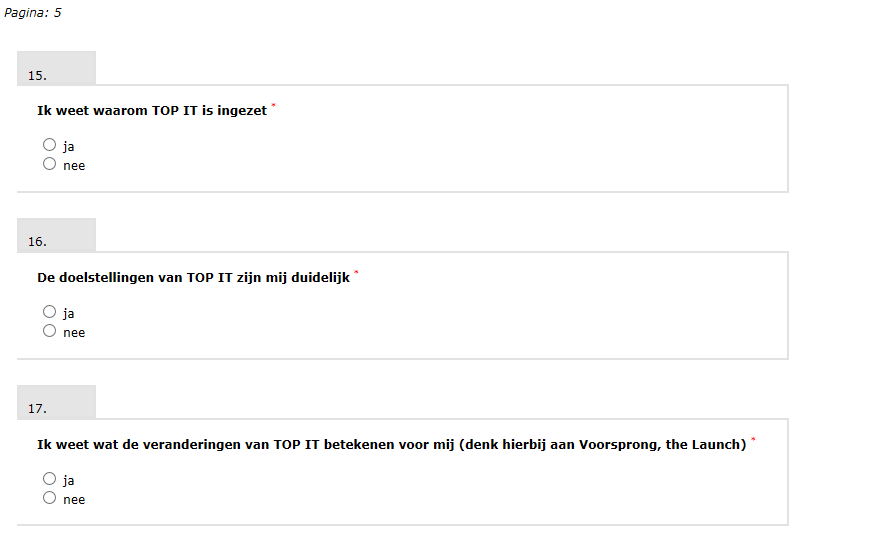 Pagina: 5
15.
Ik weet waarom TOP IT is ingezet *
ja
nee
16.
De doelstellingen van TOP IT zijn mij duidelijk *
ja
nee
17.
Ik weet wat de veranderingen van TOP IT betekenen voor mij (denk hierbij aan Voorsprong, the Launch) *
ja
nee